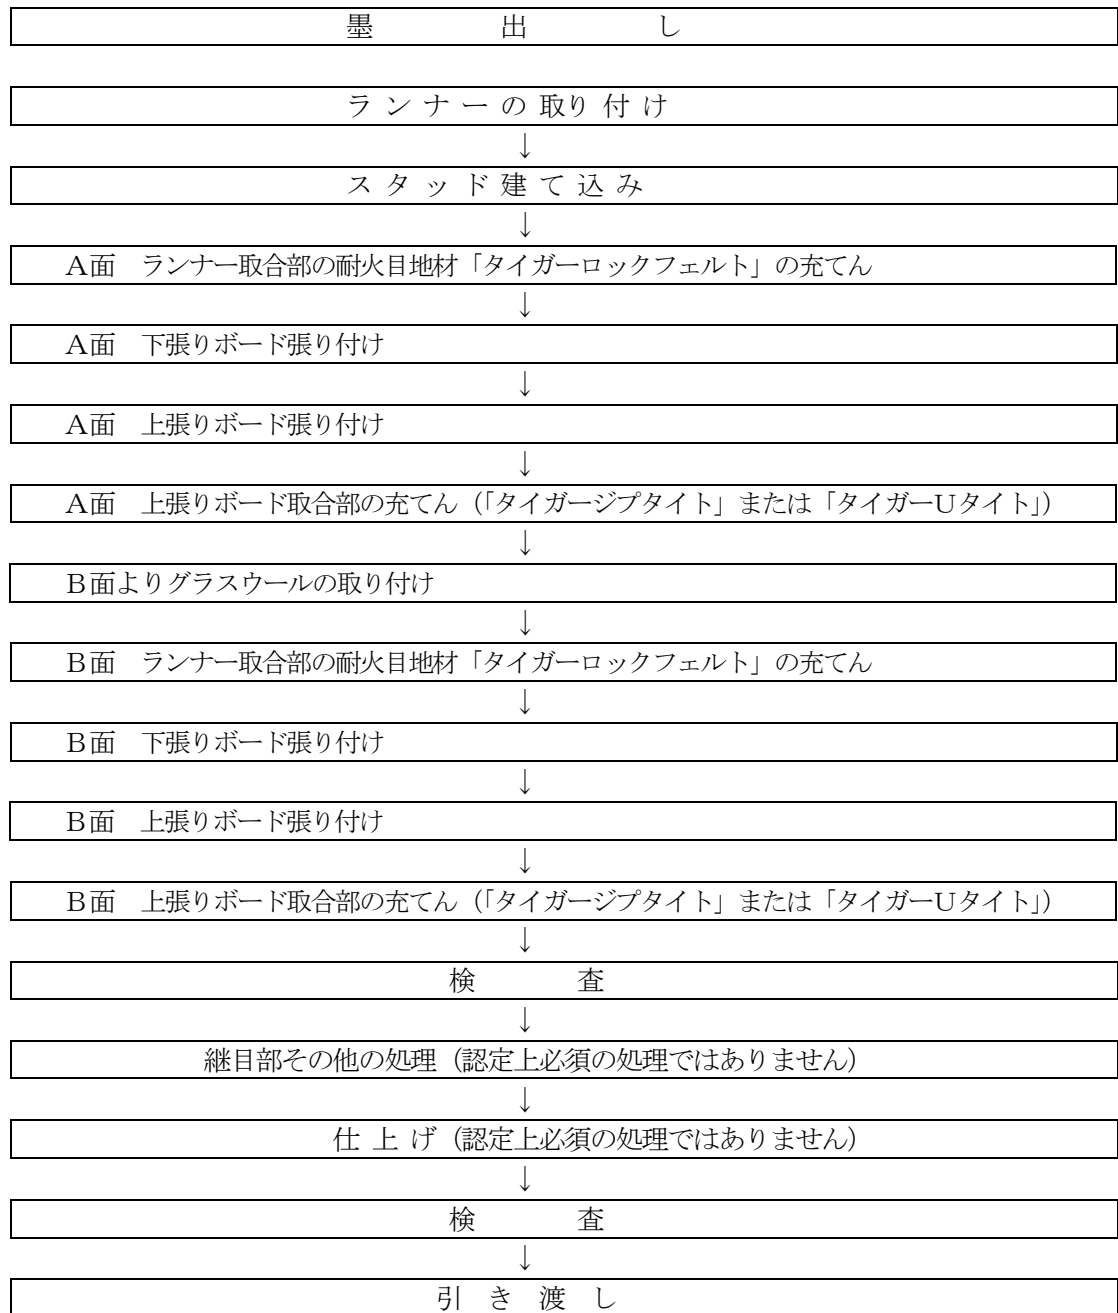 墨出し
ランナーの取り付け
↓
スタッド建て込み
↓
A面　ランナー取合部の耐火目地材「タイガーロックフェルト」の充てん
↓
A面　下張りボード張り付け
↓
A面　上張りボード張り付け
↓
A面　上張りボード取合部の充てん（「タイガージプタイト」または「タイガーUタイト」）
↓
B面よりグラスウールの取り付け
↓
B面　ランナー取合部の耐火目地材「タイガーロックフェルト」の充てん
↓
B面　下張りボード張り付け
↓
B面　上張りボード張り付け
↓
B面　上張りボード取合部の充てん（「タイガージプタイト」または「タイガーUタイト」）
↓
検査
↓
継目部その他の処理（認定上必須の処理ではありません）
↓
仕上げ（認定上必須の処理ではありません）
↓
検査
↓
引き渡し